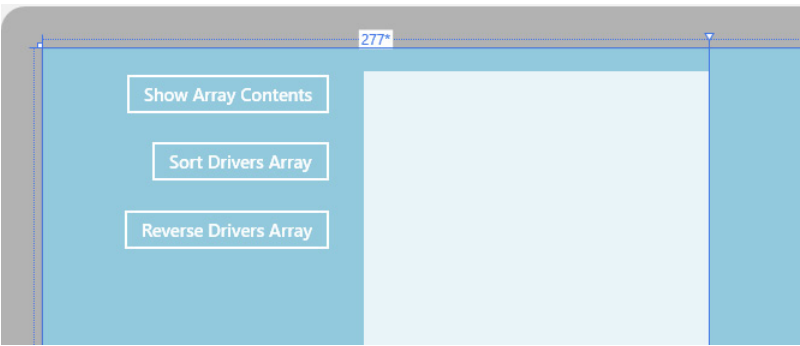 277*
Show Array Contents
Sort Drivers Array
Reverse Drivers Array